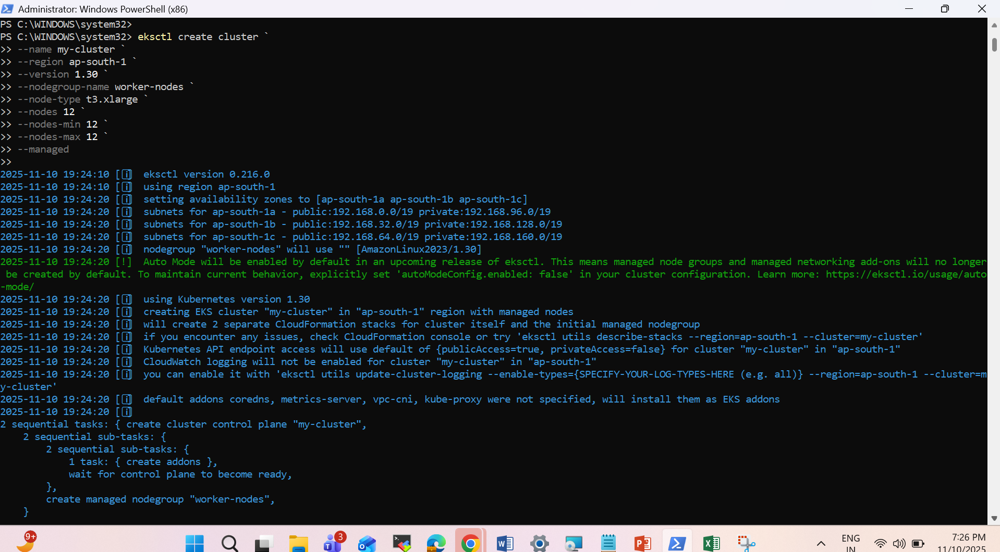 Administrator: Windows PowerShell (x86)
PS C:\WINDOWS\system32>
PS C:\WINDOWS\system32> eksctl create cluster `
>> --name my-cluster `
>> --region ap-south-1 `
>> --version 1.30 `
>> --nodegroup-name worker-nodes `
>> --node-type t3.xlarge `
>> --nodes 12 `
>> --nodes-min 12 `
>> --nodes-max 12 `
>> --managed
>>
2025-11-10 19:24:10 [ℹ]  eksctl version 0.216.0
2025-11-10 19:24:10 [ℹ]  using region ap-south-1
2025-11-10 19:24:20 [ℹ]  setting availability zones to [ap-south-1a ap-south-1b ap-south-1c]
2025-11-10 19:24:20 [ℹ]  subnets for ap-south-1a - public:192.168.0.0/19 private:192.168.96.0/19
2025-11-10 19:24:20 [ℹ]  subnets for ap-south-1b - public:192.168.32.0/19 private:192.168.128.0/19
2025-11-10 19:24:20 [ℹ]  subnets for ap-south-1c - public:192.168.64.0/19 private:192.168.160.0/19
2025-11-10 19:24:20 [ℹ]  nodegroup "worker-nodes" will use "" [AmazonLinux2023/1.30]
2025-11-10 19:24:20 [!]  Auto Mode will be enabled by default in an upcoming release of eksctl. This means managed node groups and managed networking add-ons will no longer
 be created by default. To maintain current behavior, explicitly set 'autoModeConfig.enabled: false' in your cluster configuration. Learn more: https://eksctl.io/usage/auto
-mode/
2025-11-10 19:24:20 [ℹ]  using Kubernetes version 1.30
2025-11-10 19:24:20 [ℹ]  creating EKS cluster "my-cluster" in "ap-south-1" region with managed nodes
2025-11-10 19:24:20 [ℹ]  will create 2 separate CloudFormation stacks for cluster itself and the initial managed nodegroup
2025-11-10 19:24:20 [ℹ]  if you encounter any issues, check CloudFormation console or try 'eksctl utils describe-stacks --region=ap-south-1 --cluster=my-cluster'
2025-11-10 19:24:20 [ℹ]  Kubernetes API endpoint access will use default of {publicAccess=true, privateAccess=false} for cluster "my-cluster" in "ap-south-1"
2025-11-10 19:24:20 [ℹ]  CloudWatch logging will not be enabled for cluster "my-cluster" in "ap-south-1"
2025-11-10 19:24:20 [ℹ]  you can enable it with 'eksctl utils update-cluster-logging --enable-types={SPECIFY-YOUR-LOG-TYPES-HERE (e.g. all)} --region=ap-south-1 --cluster=m
y-cluster'
2025-11-10 19:24:20 [ℹ]  default addons coredns, metrics-server, vpc-cni, kube-proxy were not specified, will install them as EKS addons
2025-11-10 19:24:20 [ℹ]
2 sequential tasks: { create cluster control plane "my-cluster",
    2 sequential sub-tasks: {
        2 sequential sub-tasks: {
            1 task: { create addons },
            wait for control plane to become ready,
        },
        create managed nodegroup "worker-nodes",
    }
9+
3
ENG
IN
7:26 PM
11/10/2025